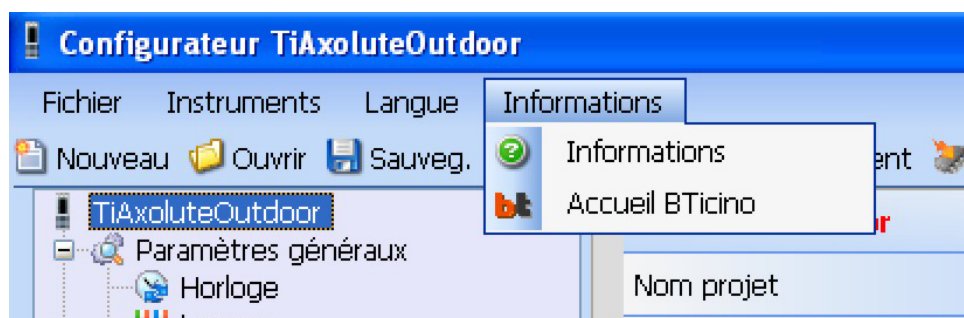 Configurateur TiAxoluteOutdoor
Fichier Instruments Langue Informations
Nouveau Ouvrir Sauveg.
Informations
Accueil BTicino
TiAxoluteOutdoor
Paramètres généraux
Horloge
Nom projet